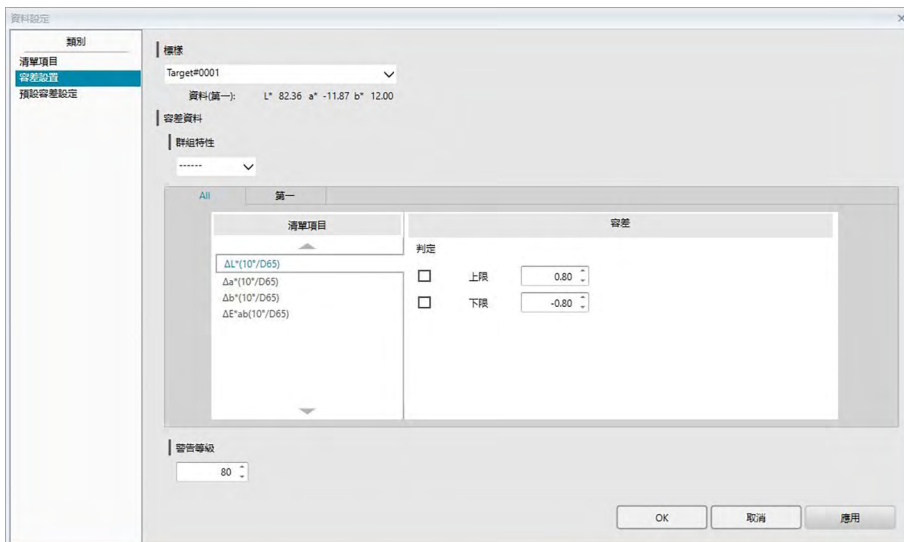 資料設定
類別
清單項目
容差設置
預設容差設定
標樣
Target#0001
資料(第一): L* 82.36 a* -11.87 b* 12.00
容差資料
群組特性
------
All 第一
清單項目 容差
ΔL*(10°/D65)
Δa*(10°/D65)
Δb*(10°/D65)
ΔE*ab(10°/D65)
判定
上限 0.80
下限 -0.80
警告等級
80
OK 取消 應用